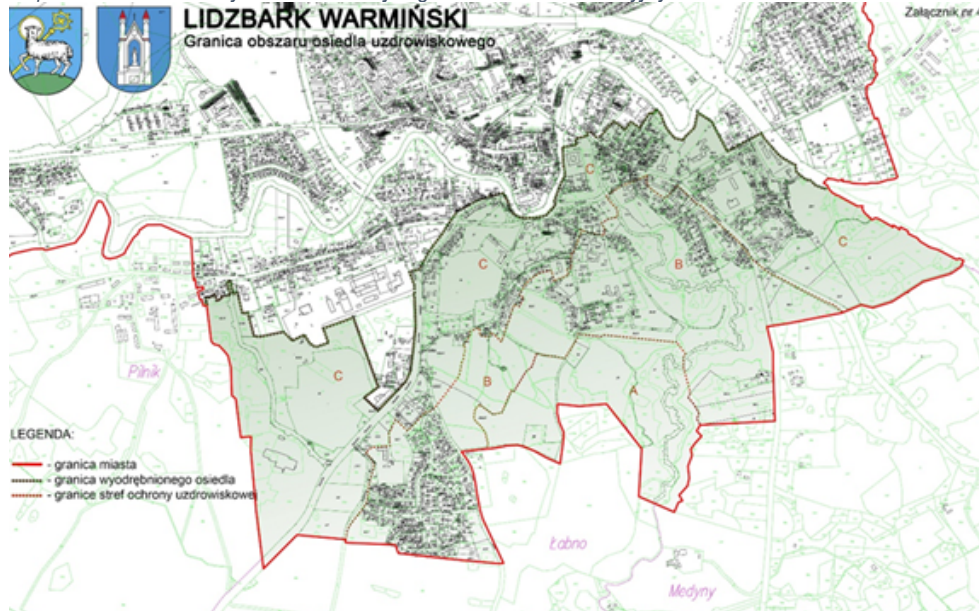 LIDZBARK WARMIŃSKI
Granica obszaru osiedla uzdrowiskowego
Załącznik nr
C
B
C
C
C
B
A
Pilnik
LEGENDA:
- granica miasta
- granica wyodrębnionego osiedla
- granice stref ochrony uzdrowiskowej
Łabno
Medyny